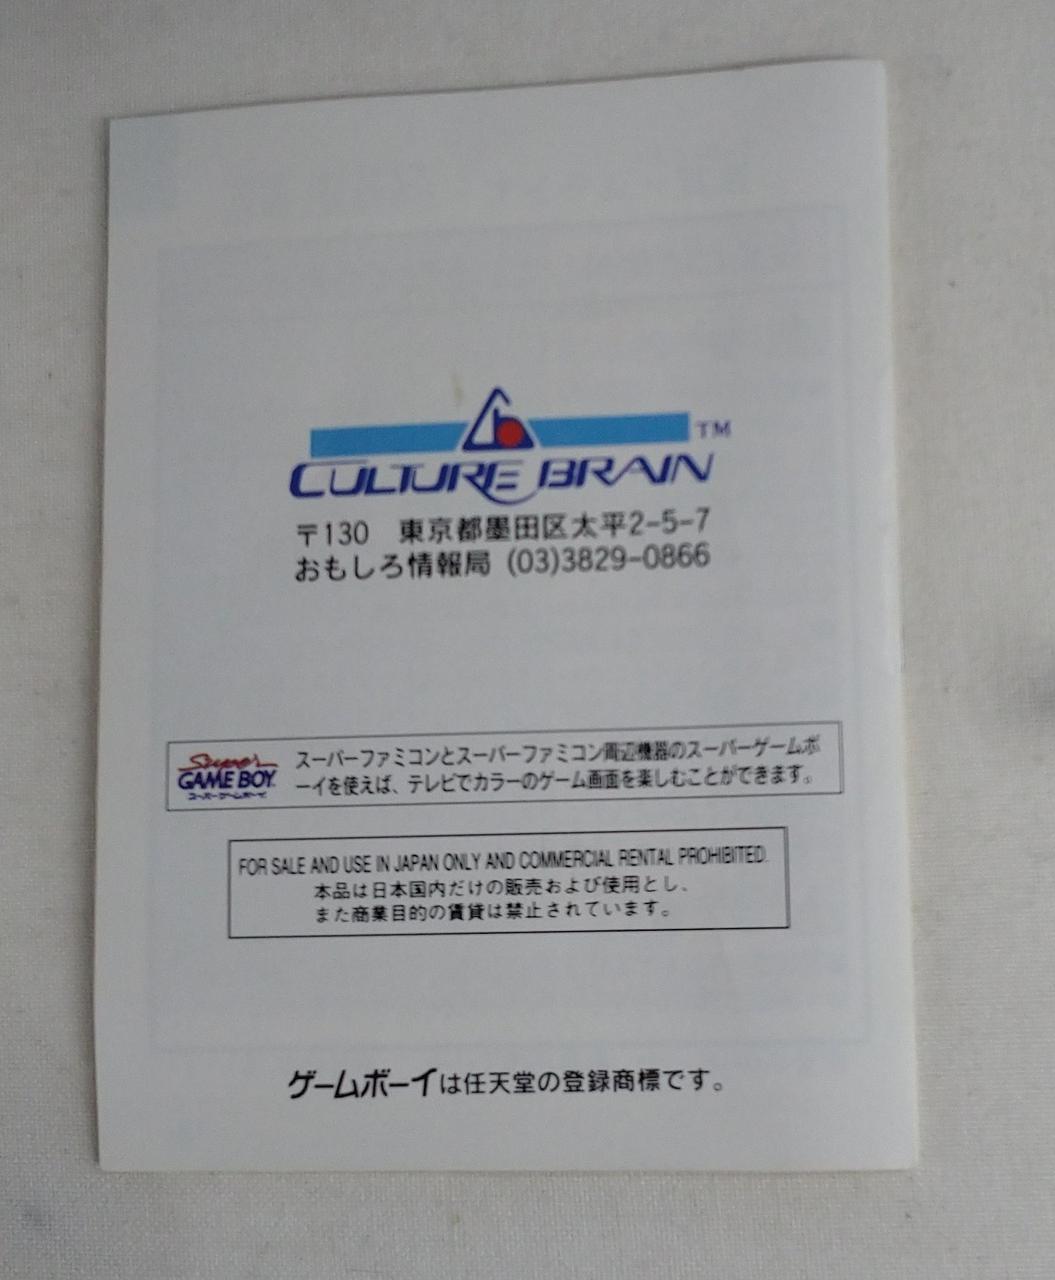 TM
CULTURE BRAIN
〒130 東京都墨田区太平2-5-7
おもしろ情報局 (03)3829-0866
Super
GAME BOY
スーパーゲームボーイ
スーパーファミコンとスーパーファミコン周辺機器のスーパーゲームボ
ーイを使えば、テレビでカラーのゲーム画面を楽しむことができます。
FOR SALE AND USE IN JAPAN ONLY AND COMMERCIAL RENTAL PROHIBITED.
本品は日本国内だけの販売および使用とし、
また商業目的の賃貸は禁止されています。
ゲームボーイは任天堂の登録商標です。